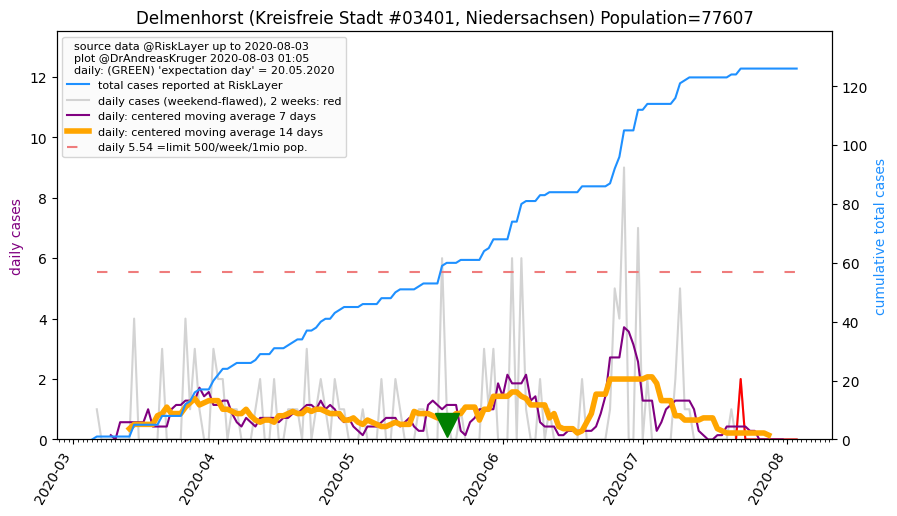 Delmenhorst (Kreisfreie Stadt #03401, Niedersachsen) Population=77607
source data @RiskLayer up to 2020-08-03
plot @DrAndreasKruger 2020-08-03 01:05
daily: (GREEN) 'expectation day' = 20.05.2020
total cases reported at RiskLayer
daily cases (weekend-flawed), 2 weeks: red
daily: centered moving average 7 days
daily: centered moving average 14 days
daily 5.54 =limit 500/week/1mio pop.
daily cases
12
10
8
6
4
2
0
cumulative total cases
120
100
80
60
40
20
0
2020-03
2020-04
2020-05
2020-06
2020-07
2020-08